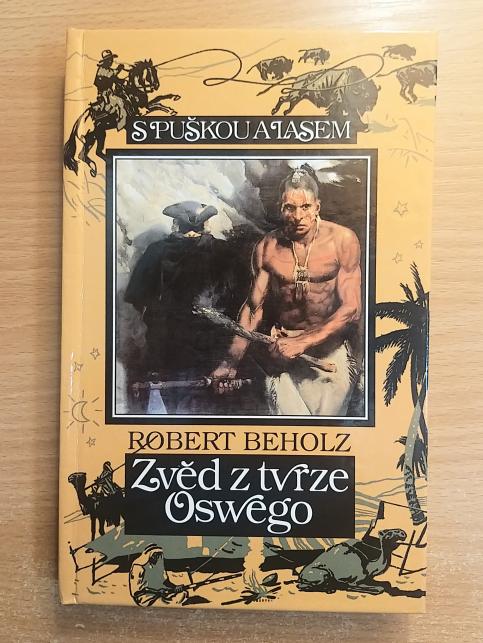 S PUŠKOU A LASEM
ROBERT BEHOLZ
Zvěd z tvrze
Oswego